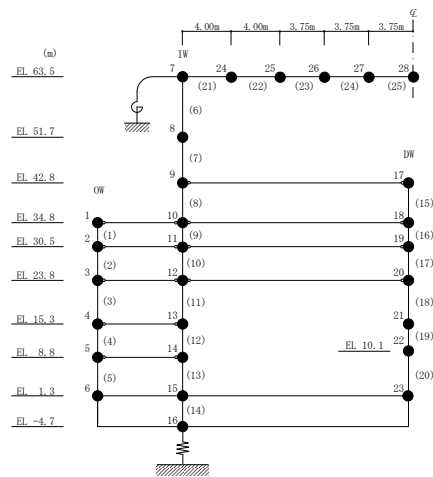 ℄
4.00m 4.00m 3.75m 3.75m 3.75m
(m) IW
EL 63.5 7 24 25 26 27 28
(21) (22) (23) (24) (25)
(6)
EL 51.7 8
(7) DW
EL 42.8 9 17
OW (8) (15)
EL 34.8 1 10 18
(1) (9) (16)
EL 30.5 2 11 19
(2) (10) (17)
EL 23.8 3 12 20
(3) (11) (18)
EL 15.3 4 13 21
(4) (12) (19)
EL 8.8 5 14 EL 10.1 22
(5) (13) (20)
EL 1.3 6 15 23
(14)
EL -4.7 16